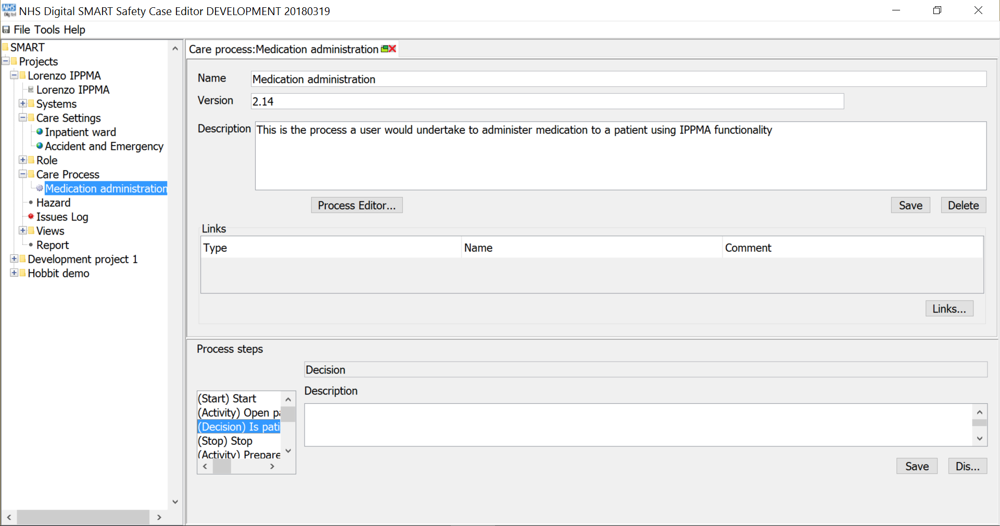 NHS Digital SMART Safety Case Editor DEVELOPMENT 20180319
File Tools Help
SMART
Projects
Lorenzo IPPMA
Lorenzo IPPMA
Systems
Care Settings
Inpatient ward
Accident and Emergency
Role
Care Process
Medication administration
Hazard
Issues Log
Views
Report
Development project 1
Hobbit demo
Care process:Medication administration
Name Medication administration
Version 2.14
Description This is the process a user would undertake to administer medication to a patient using IPPMA functionality
Process Editor... Save Delete
Links
Type Name Comment
Links...
Process steps
Decision
Description
(Start) Start
(Activity) Open pa
(Decision) Is pati
(Stop) Stop
(Activity) Prepare
Save Dis...